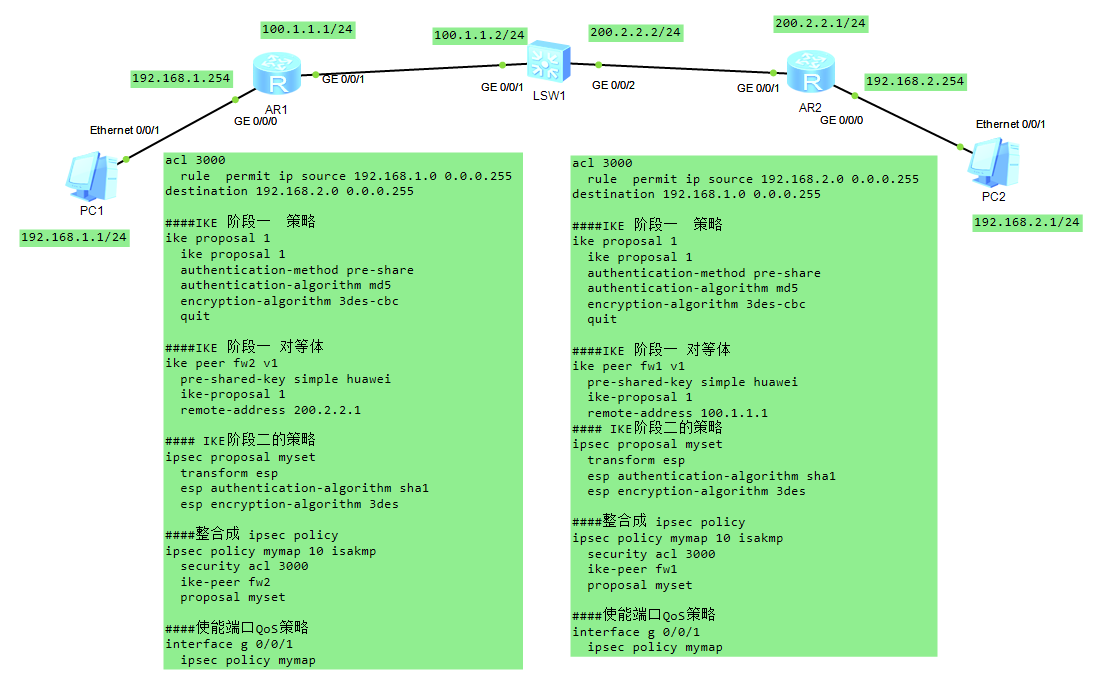 100.1.1.1/24
100.1.1.2/24
200.2.2.2/24
200.2.2.1/24
192.168.1.254
GE 0/0/1
AR1
GE 0/0/0
GE 0/0/1
LSW1
GE 0/0/2
GE 0/0/1
AR2
GE 0/0/0
192.168.2.254
Ethernet 0/0/1
PC1
192.168.1.1/24
Ethernet 0/0/1
PC2
192.168.2.1/24
acl 3000
rule permit ip source 192.168.1.0 0.0.0.255
destination 192.168.2.0 0.0.0.255
####IKE 阶段一 策略
ike proposal 1
ike proposal 1
authentication-method pre-share
authentication-algorithm md5
encryption-algorithm 3des-cbc
quit
####IKE 阶段一 对等体
ike peer fw2 v1
pre-shared-key simple huawei
ike-proposal 1
remote-address 200.2.2.1
#### IKE阶段二的策略
ipsec proposal myset
transform esp
esp authentication-algorithm sha1
esp encryption-algorithm 3des
####整合成 ipsec policy
ipsec policy mymap 10 isakmp
security acl 3000
ike-peer fw2
proposal myset
####使能端口QoS策略
interface g 0/0/1
ipsec policy mymap
acl 3000
rule permit ip source 192.168.2.0 0.0.0.255
destination 192.168.1.0 0.0.0.255
####IKE 阶段一 策略
ike proposal 1
ike proposal 1
authentication-method pre-share
authentication-algorithm md5
encryption-algorithm 3des-cbc
quit
####IKE 阶段一 对等体
ike peer fw1 v1
pre-shared-key simple huawei
ike-proposal 1
remote-address 100.1.1.1
#### IKE阶段二的策略
ipsec proposal myset
transform esp
esp authentication-algorithm sha1
esp encryption-algorithm 3des
####整合成 ipsec policy
ipsec policy mymap 10 isakmp
security acl 3000
ike-peer fw1
proposal myset
####使能端口QoS策略
interface g 0/0/1
ipsec policy mymap